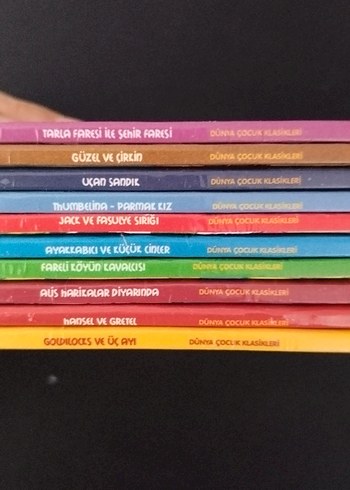 TARLA FARESİ İLE ŞEHİR FARESİ DÜNYA ÇOCUK KLASİKLERİ
GÜZEL VE ÇİRKİN DÜNYA ÇOCUK KLASİKLERİ
UÇAN SANDIK DÜNYA ÇOCUK KLASİKLERİ
THUMBELINA - PARMAK KIZ DÜNYA ÇOCUK KLASİKLERİ
JACK VE FASULYE SIRIĞI DÜNYA ÇOCUK KLASİKLERİ
AYAKKABICI VE KÜÇÜK CİNLER DÜNYA ÇOCUK KLASİKLERİ
FARELİ KÖYÜN KAVALCISI DÜNYA ÇOCUK KLASİKLERİ
ALİS HARİKALAR DİYARINDA DÜNYA ÇOCUK KLASİKLERİ
HANSEL VE GRETEL DÜNYA ÇOCUK KLASİKLERİ
GOLDILOCKS VE ÜÇ AYI DÜNYA ÇOCUK KLASİKLERİ